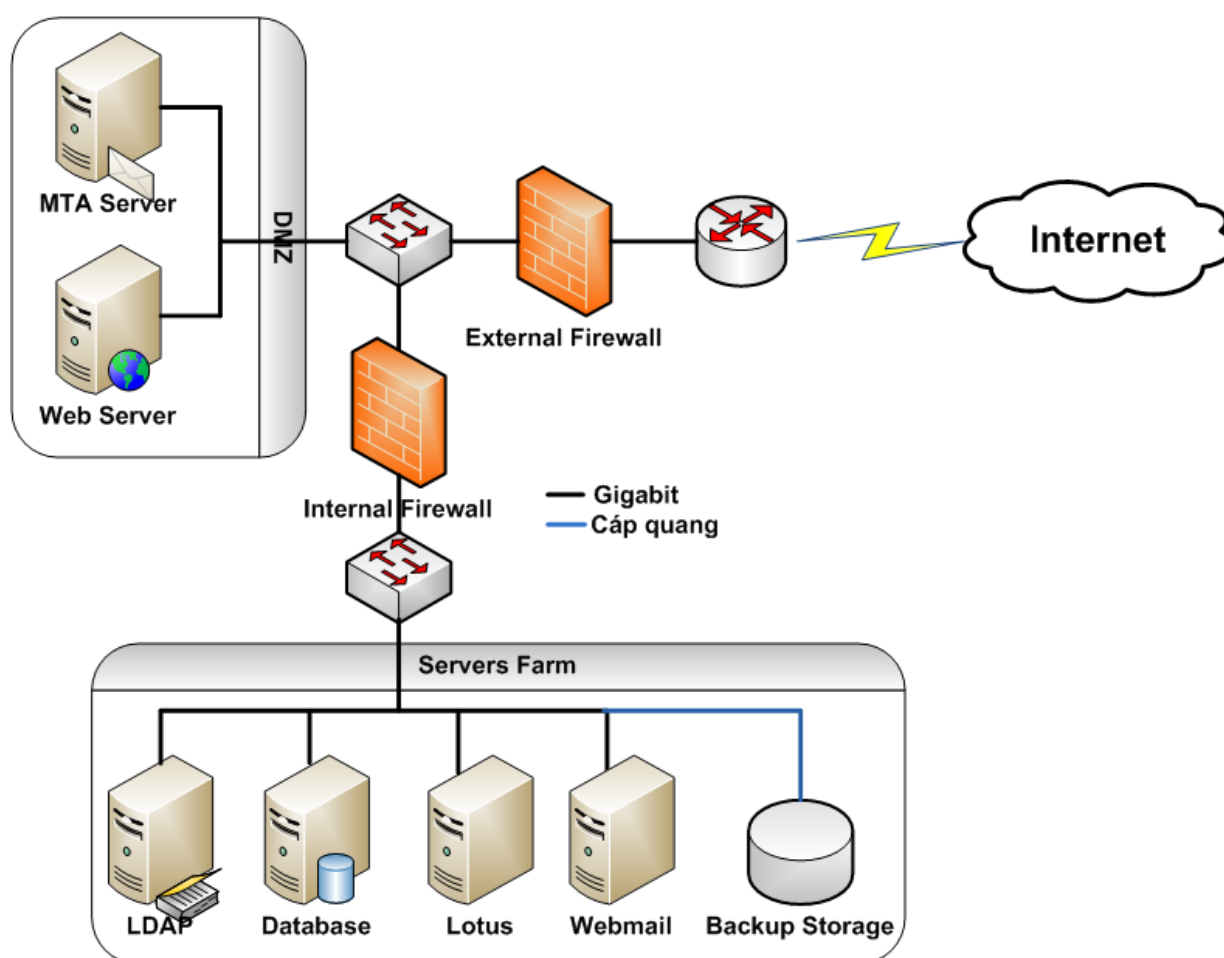 MTA Server
DMZ
Internet
External Firewall
Web Server
Internal Firewall
Gigabit
Cáp quang
Servers Farm
LDAP
Database
Lotus
Webmail
Backup Storage